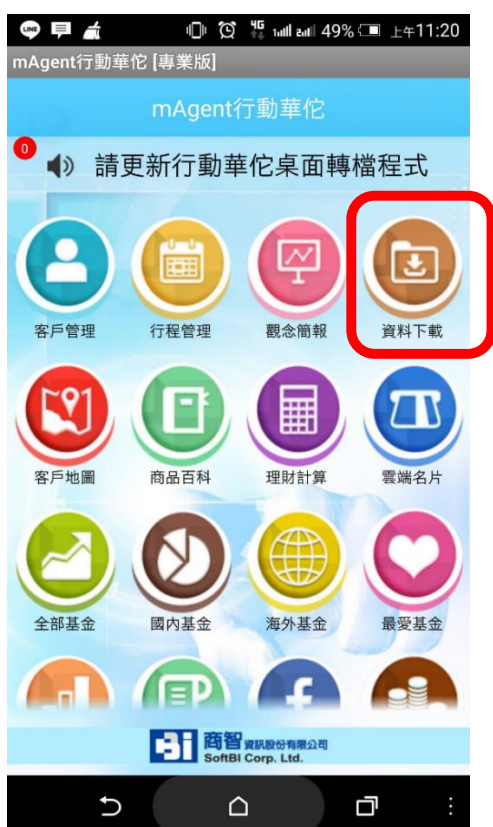 LINE
4G
1
2
49%
上午11:20
mAgent行動華佗 [專業版]
mAgent行動華佗
0
請更新行動華佗桌面轉檔程式
客戶管理 行程管理 觀念簡報 資料下載
客戶地圖 商品百科 理財計算 雲端名片
全部基金 國內基金 海外基金 最愛基金
Bi 商智 資訊股份有限公司
SoftBI Corp. Ltd.